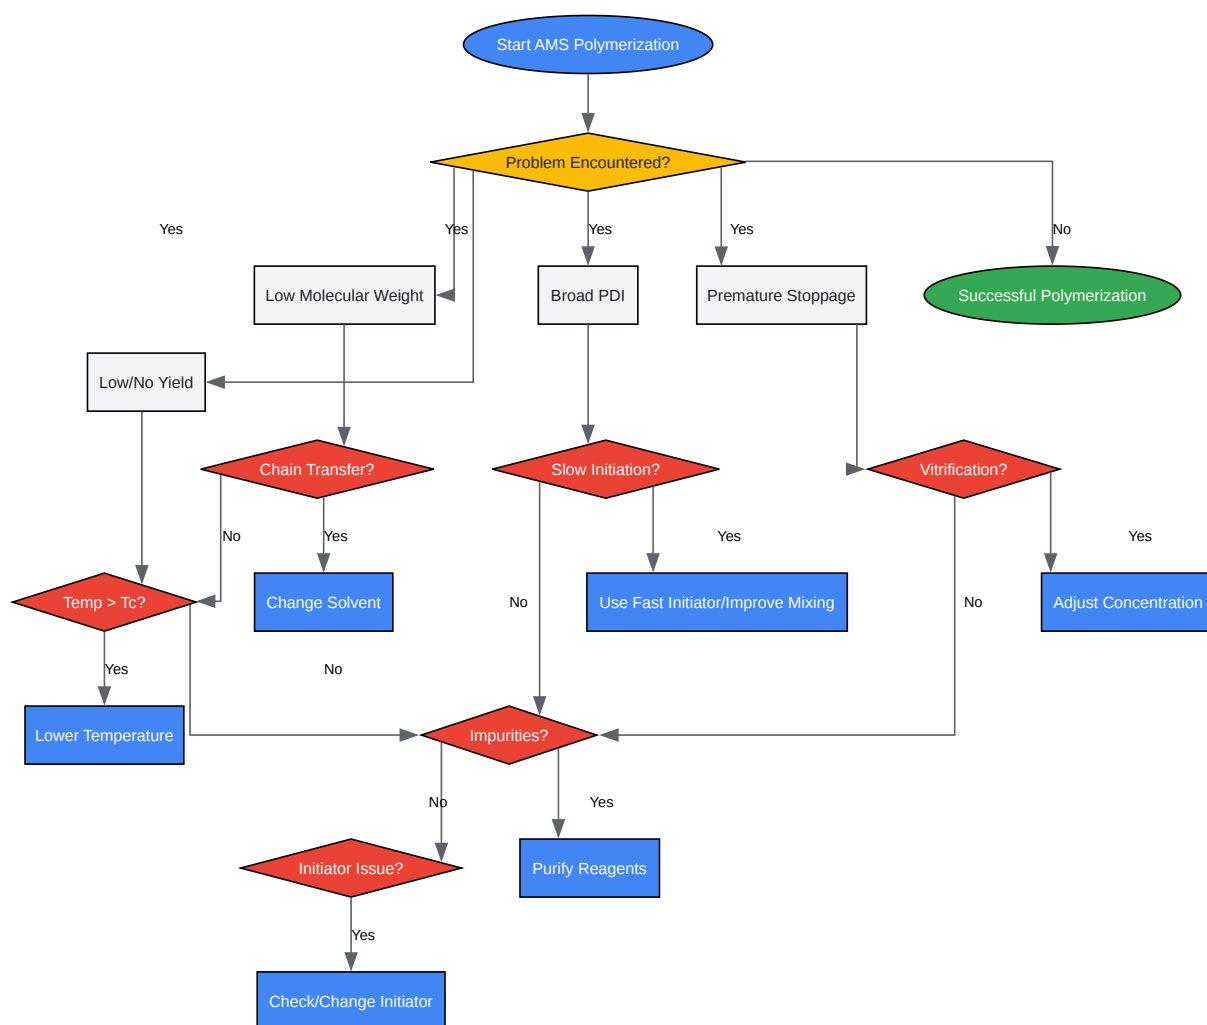 Start AMS Polymerization
Problem Encountered?
Yes
Yes
Yes
Yes
No
Low Molecular Weight
Broad PDI
Premature Stoppage
Successful Polymerization
Low/No Yield
Chain Transfer?
Slow Initiation?
Vitrification?
No
Yes
Yes
Yes
Temp > Tc?
Change Solvent
No
Use Fast Initiator/Improve Mixing
No
Adjust Concentration
Yes
No
Lower Temperature
Impurities?
No
Yes
Initiator Issue?
Purify Reagents
Yes
Check/Change Initiator